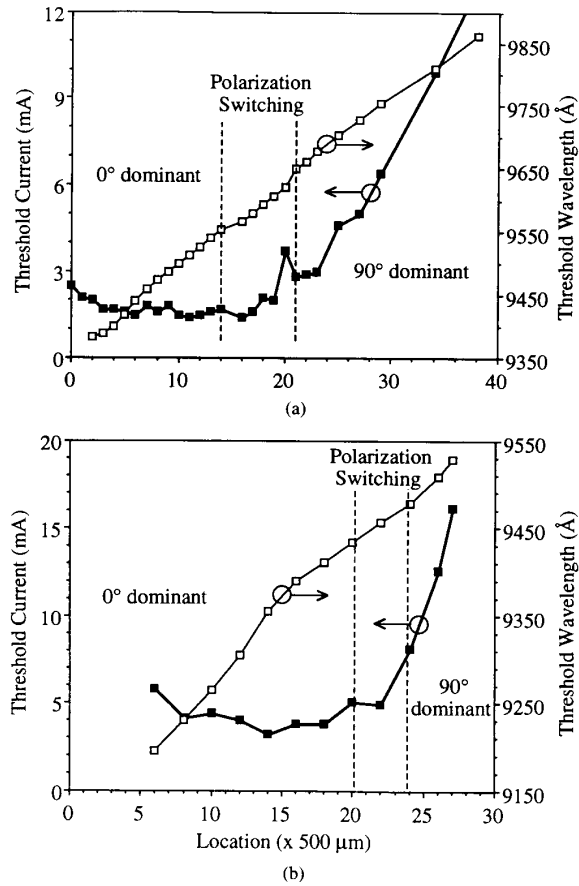 12
9
6
3
0
Threshold Current (mA)
Polarization
Switching
0° dominant
90° dominant
9850
9750
9650
9550
9450
9350
Threshold Wavelength (Å)
0
10
20
30
40
(a)
20
15
10
5
0
Threshold Current (mA)
Polarization
Switching
0° dominant
90°
dominant
9550
9450
9350
9250
9150
Threshold Wavelength (Å)
0
5
10
15
20
25
30
Location (x 500 μm)
(b)